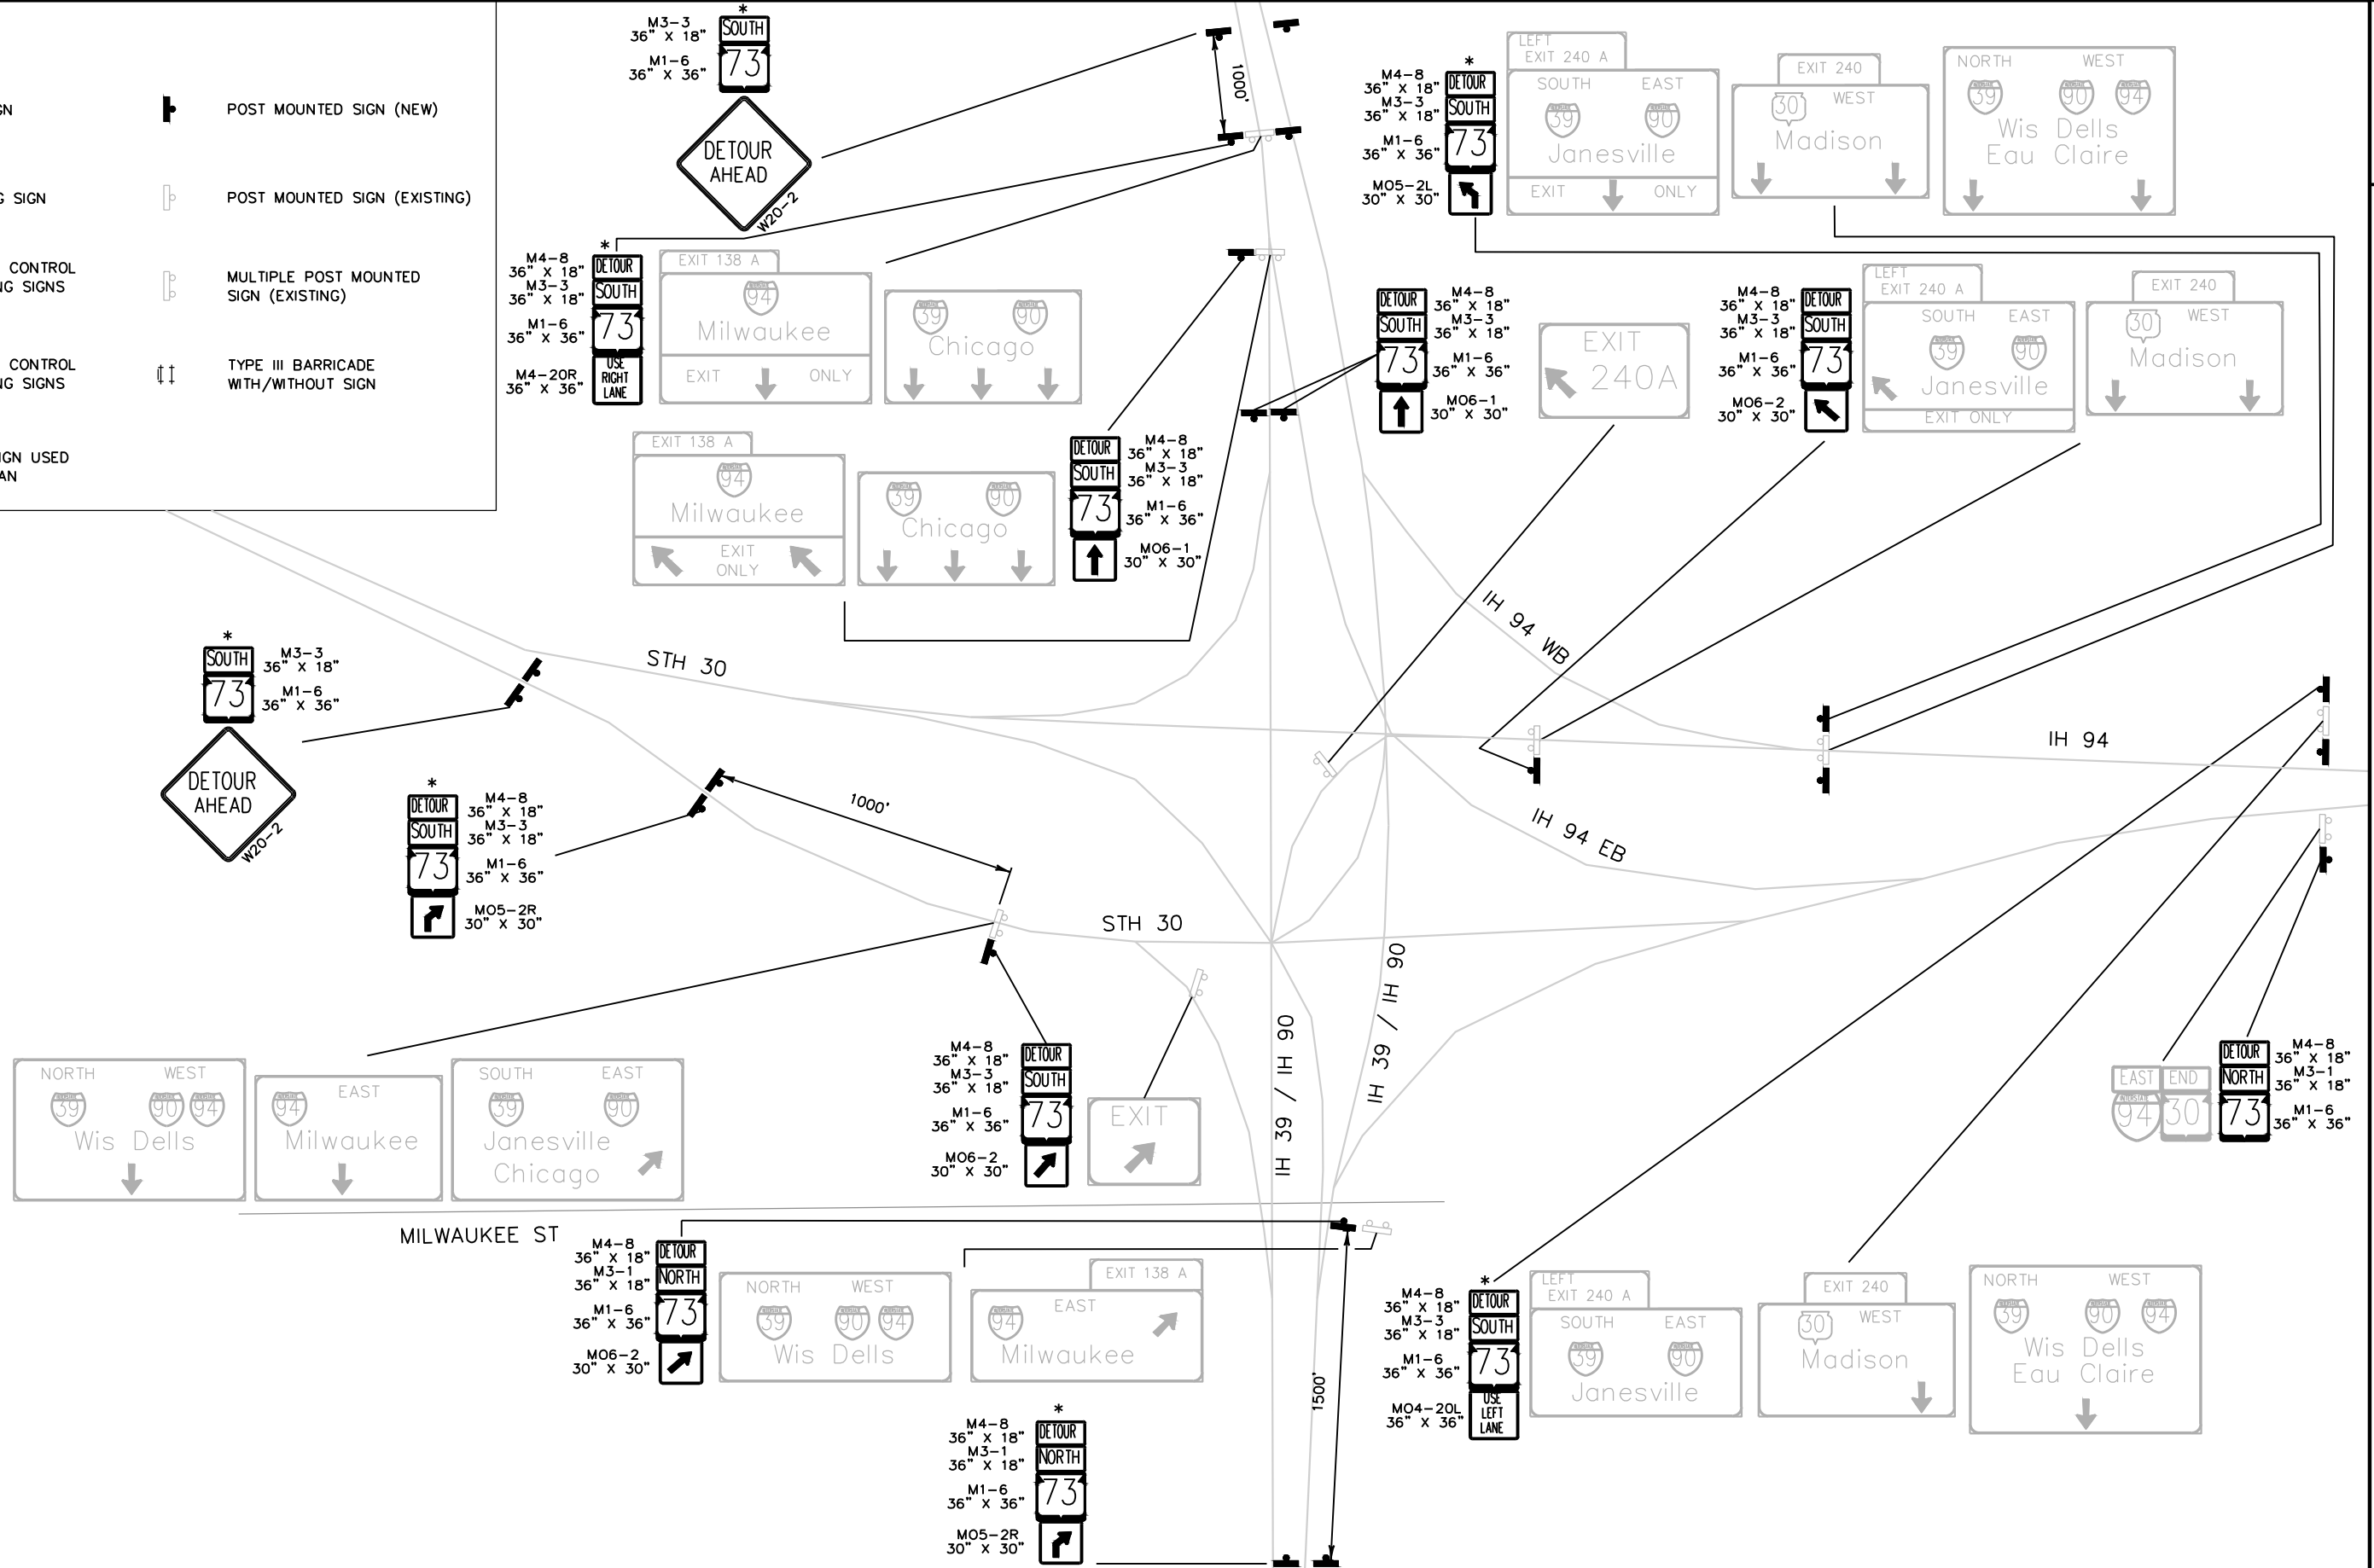 GN
POST MOUNTED SIGN (NEW)
G SIGN
POST MOUNTED SIGN (EXISTING)
CONTROL
NG SIGNS
MULTIPLE POST MOUNTED
SIGN (EXISTING)
CONTROL
NG SIGNS
TYPE III BARRICADE
WITH/WITHOUT SIGN
IGN USED
AN
*
M3-3
36" X 18"
M1-6
36" X 36"
SOUTH
73
DETOUR
AHEAD
W20-2
1000'
*
M4-8
36" X 18"
M3-3
36" X 18"
M1-6
36" X 36"
MO5-2L
30" X 30"
DETOUR
SOUTH
73
LEFT
EXIT 240 A
SOUTH EAST
39 90
Janesville
EXIT ONLY
EXIT 240
30 WEST
Madison
NORTH WEST
39 90 94
Wis Dells
Eau Claire
*
M4-8
36" X 18"
M3-3
36" X 18"
M1-6
36" X 36"
M4-20R
36" X 36"
DETOUR
SOUTH
73
USE
RIGHT
LANE
EXIT 138 A
94
Milwaukee
EXIT ONLY
39 90
Chicago
DETOUR
SOUTH
73
M4-8
36" X 18"
M3-3
36" X 18"
M1-6
36" X 36"
MO6-1
30" X 30"
EXIT
240A
M4-8
36" X 18"
M3-3
36" X 18"
M1-6
36" X 36"
MO6-2
30" X 30"
DETOUR
SOUTH
73
LEFT
EXIT 240 A
SOUTH EAST
39 90
Janesville
EXIT ONLY
EXIT 240
30 WEST
Madison
EXIT 138 A
94
Milwaukee
EXIT
ONLY
39 90
Chicago
DETOUR
SOUTH
73
M4-8
36" X 18"
M3-3
36" X 18"
M1-6
36" X 36"
MO6-1
30" X 30"
STH 30
IH 94 WB
IH 94
IH 94 EB
*
SOUTH
73
M3-3
36" X 18"
M1-6
36" X 36"
DETOUR
AHEAD
W20-2
*
DETOUR
SOUTH
73
M4-8
36" X 18"
M3-3
36" X 18"
M1-6
36" X 36"
MO5-2R
30" X 30"
1000'
STH 30
IH 39 / IH 90
IH 39 / IH 90
NORTH WEST
39 90 94
Wis Dells
94 EAST
Milwaukee
SOUTH EAST
39 90
Janesville
Chicago
M4-8
36" X 18"
M3-3
36" X 18"
M1-6
36" X 36"
MO6-2
30" X 30"
DETOUR
SOUTH
73
EXIT
EAST END
INTERSTATE
94 30
DETOUR
NORTH
73
M4-8
36" X 18"
M3-1
36" X 18"
M1-6
36" X 36"
MILWAUKEE ST
M4-8
36" X 18"
M3-1
36" X 18"
M1-6
36" X 36"
MO6-2
30" X 30"
DETOUR
NORTH
73
NORTH WEST
39 90 94
Wis Dells
EXIT 138 A
94 EAST
Milwaukee
1500'
*
M4-8
36" X 18"
M3-3
36" X 18"
M1-6
36" X 36"
MO4-20L
36" X 36"
DETOUR
SOUTH
73
USE
LEFT
LANE
LEFT
EXIT 240 A
SOUTH EAST
39 90
Janesville
EXIT 240
30 WEST
Madison
NORTH WEST
39 90 94
Wis Dells
Eau Claire
*
M4-8
36" X 18"
M3-1
36" X 18"
M1-6
36" X 36"
MO5-2R
30" X 30"
DETOUR
NORTH
73